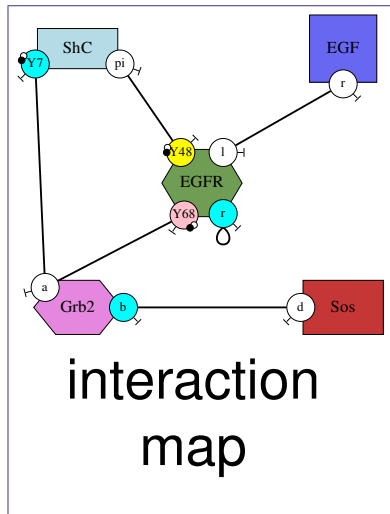 ShC
EGF
Y7
pi
r
Y48
l
EGFR
Y68
r
a
Grb2
b
d
Sos
interaction
map